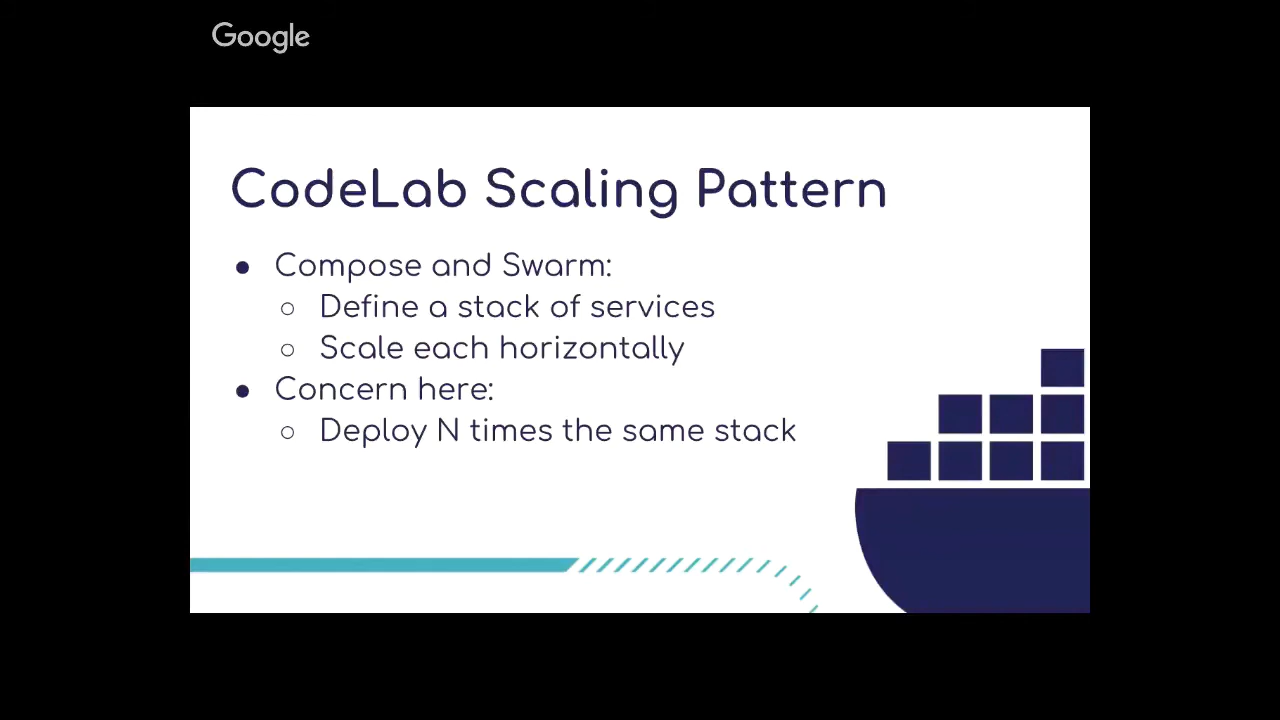 Google
CodeLab Scaling Pattern
● Compose and Swarm:
○ Define a stack of services
○ Scale each horizontally
● Concern here:
○ Deploy N times the same stack